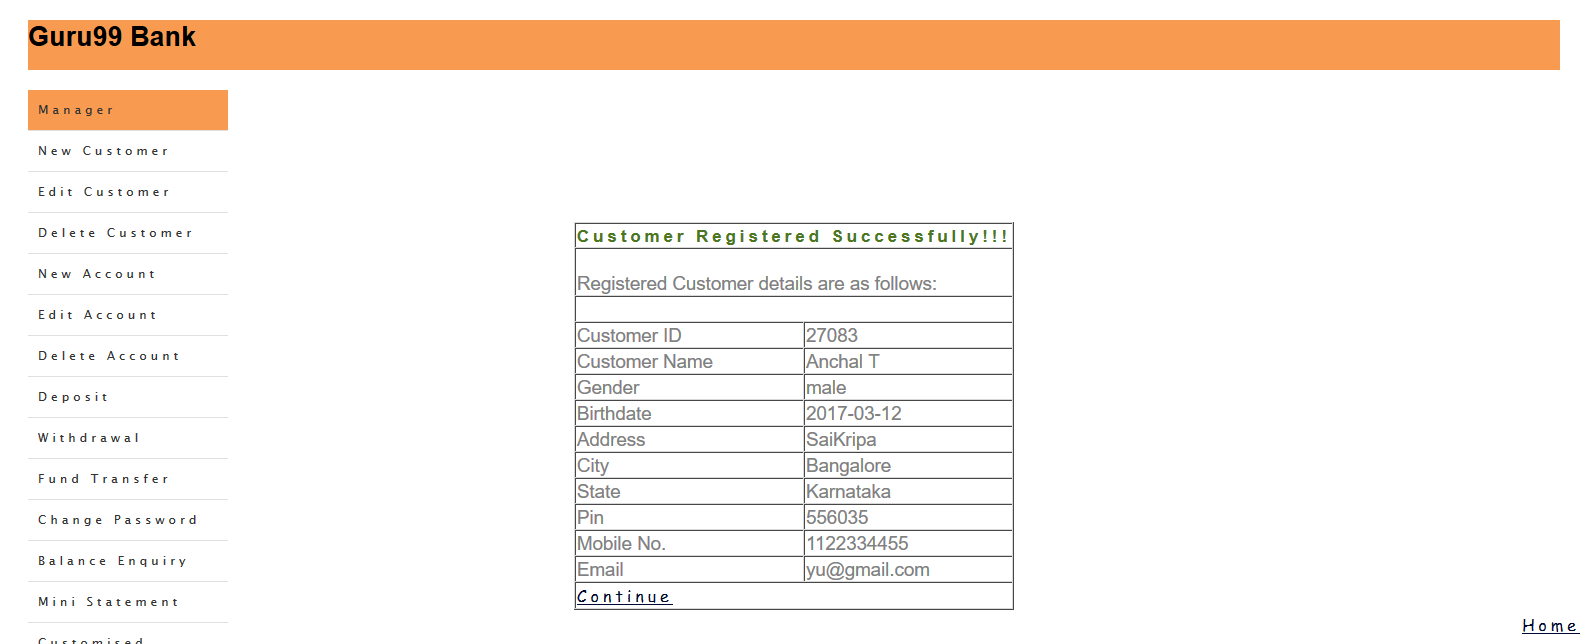 Guru99 Bank
Manager
New Customer
Edit Customer
Delete Customer
New Account
Edit Account
Delete Account
Deposit
Withdrawal
Fund Transfer
Change Password
Balance Enquiry
Mini Statement
Customised
Customer Registered Successfully!!!
Registered Customer details are as follows:
Customer ID 27083
Customer Name Anchal T
Gender male
Birthdate 2017-03-12
Address SaiKripa
City Bangalore
State Karnataka
Pin 556035
Mobile No. 1122334455
Email yu@gmail.com
Continue
Home